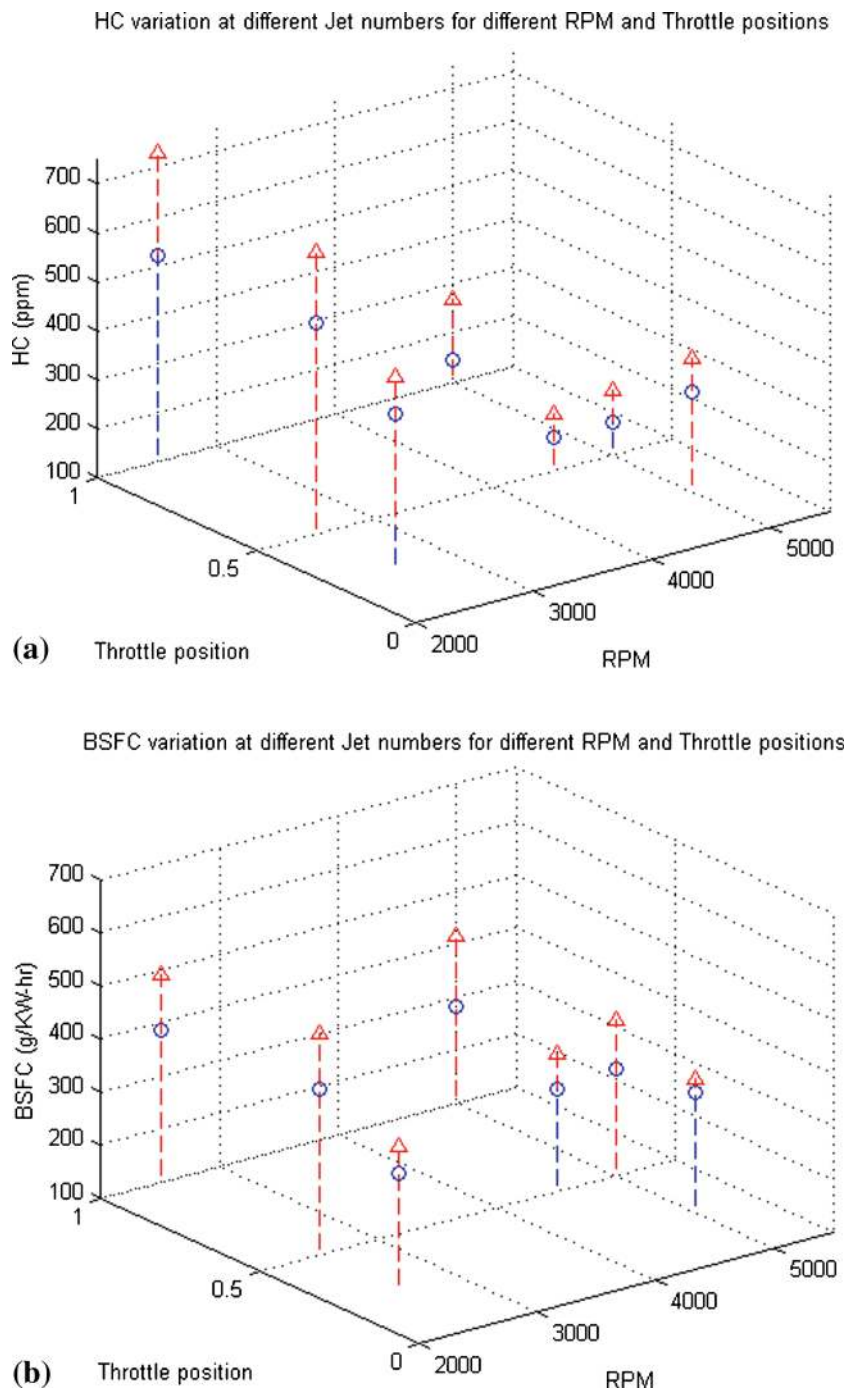 HC variation at different Jet numbers for different RPM and Throttle positions
700
600
500
400
300
200
100
HC (ppm)
1
0.5
0
2000
3000
4000
5000
(a)
Throttle position
RPM
BSFC variation at different Jet numbers for different RPM and Throttle positions
700
600
500
400
300
200
100
BSFC (g/KW-hr)
1
0.5
0
2000
3000
4000
5000
(b)
Throttle position
RPM